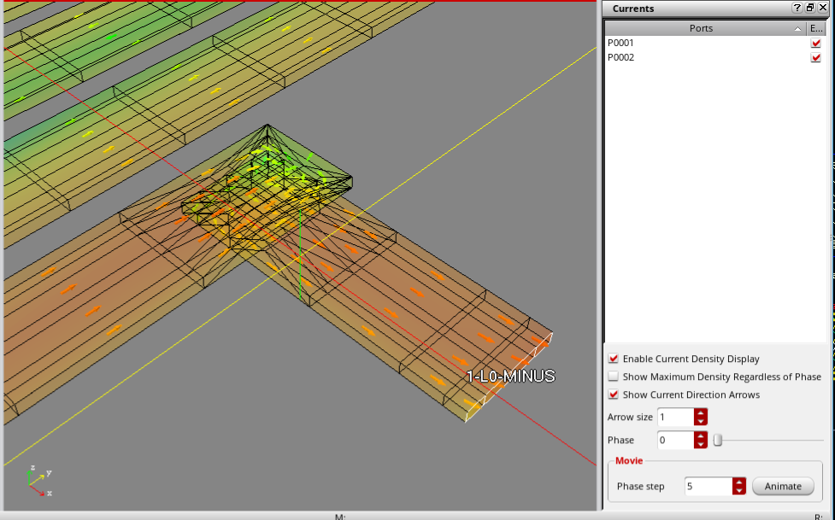 Currents
Ports
E...
P0001
P0002
1-L0-MINUS
z
y
x
Enable Current Density Display
Show Maximum Density Regardless of Phase
Show Current Direction Arrows
Arrow size 1
Phase 0
Movie
Phase step 5 Animate
M:
R: